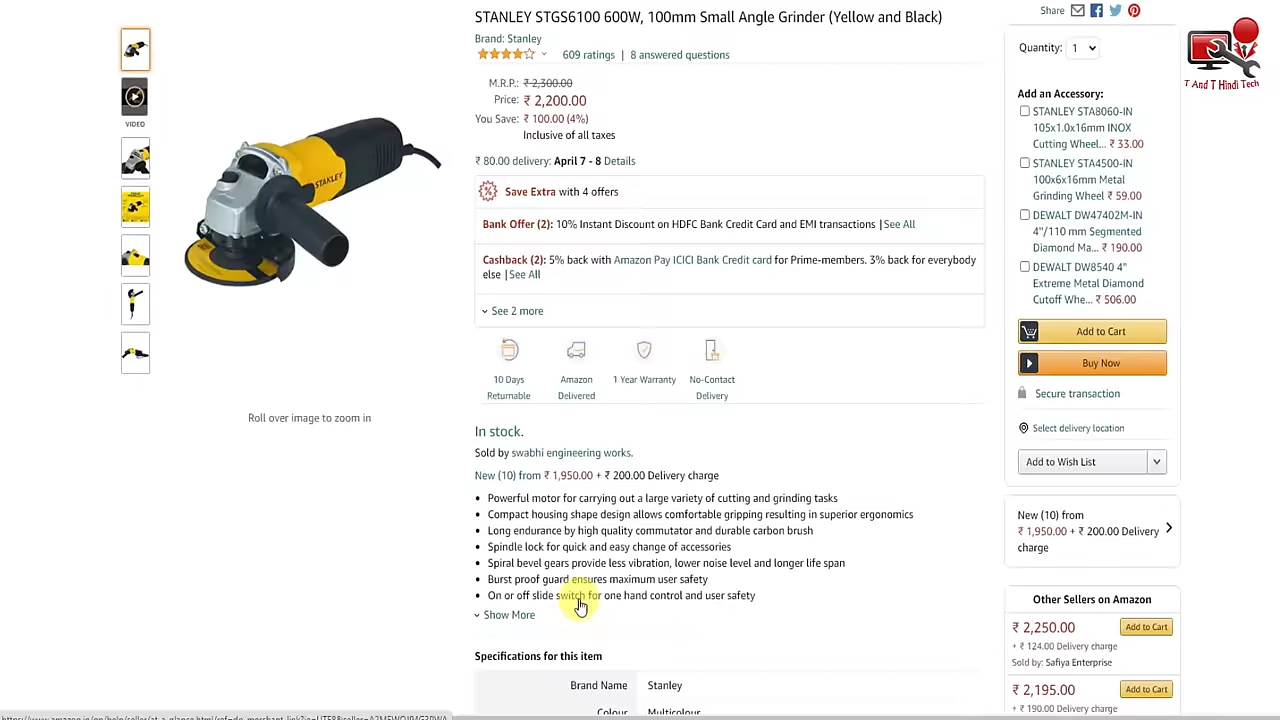 STANLEY STGS6100 600W, 100mm Small Angle Grinder (Yellow and Black)
Brand: Stanley
609 ratings | 8 answered questions
M.R.P.: ₹ 2,300.00
Price: ₹ 2,200.00
You Save: ₹ 100.00 (4%)
Inclusive of all taxes
₹ 80.00 delivery: April 7 - 8 Details
Save Extra with 4 offers
Bank Offer (2): 10% Instant Discount on HDFC Bank Credit Card and EMI transactions | See All
Cashback (2): 5% back with Amazon Pay ICICI Bank Credit card for Prime-members. 3% back for everybody
else | See All
See 2 more
10 Days
Returnable
Amazon
Delivered
1 Year Warranty
No-Contact
Delivery
In stock.
Sold by swabhi engineering works.
New (10) from ₹ 1,950.00 + ₹ 200.00 Delivery charge
• Powerful motor for carrying out a large variety of cutting and grinding tasks
• Compact housing shape design allows comfortable gripping resulting in superior ergonomics
• Long endurance by high quality commutator and durable carbon brush
• Spindle lock for quick and easy change of accessories
• Spiral bevel gears provide less vibration, lower noise level and longer life span
• Burst proof guard ensures maximum user safety
• On or off slide switch for one hand control and user safety
Show More
Specifications for this item
Brand Name Stanley
Colour Multicolour
VIDEO
STANLEY
Roll over image to zoom in
Share
Quantity: 1
Add an Accessory:
STANLEY STA8060-IN
105x1.0x16mm INOX
Cutting Wheel... ₹ 33.00
STANLEY STA4500-IN
100x6x16mm Metal
Grinding Wheel ₹ 59.00
DEWALT DW47402M-IN
4"/110 mm Segmented
Diamond Ma... ₹ 190.00
DEWALT DW8540 4"
Extreme Metal Diamond
Cutoff Whe... ₹ 506.00
Add to Cart
Buy Now
Secure transaction
Select delivery location
Add to Wish List
New (10) from
₹ 1,950.00 + ₹ 200.00 Delivery
charge
Other Sellers on Amazon
₹ 2,250.00 Add to Cart
+ ₹ 124.00 Delivery charge
Sold by: Safiya Enterprise
₹ 2,195.00 Add to Cart
+ ₹ 190.00 Delivery charge
T And T Hindi Tech